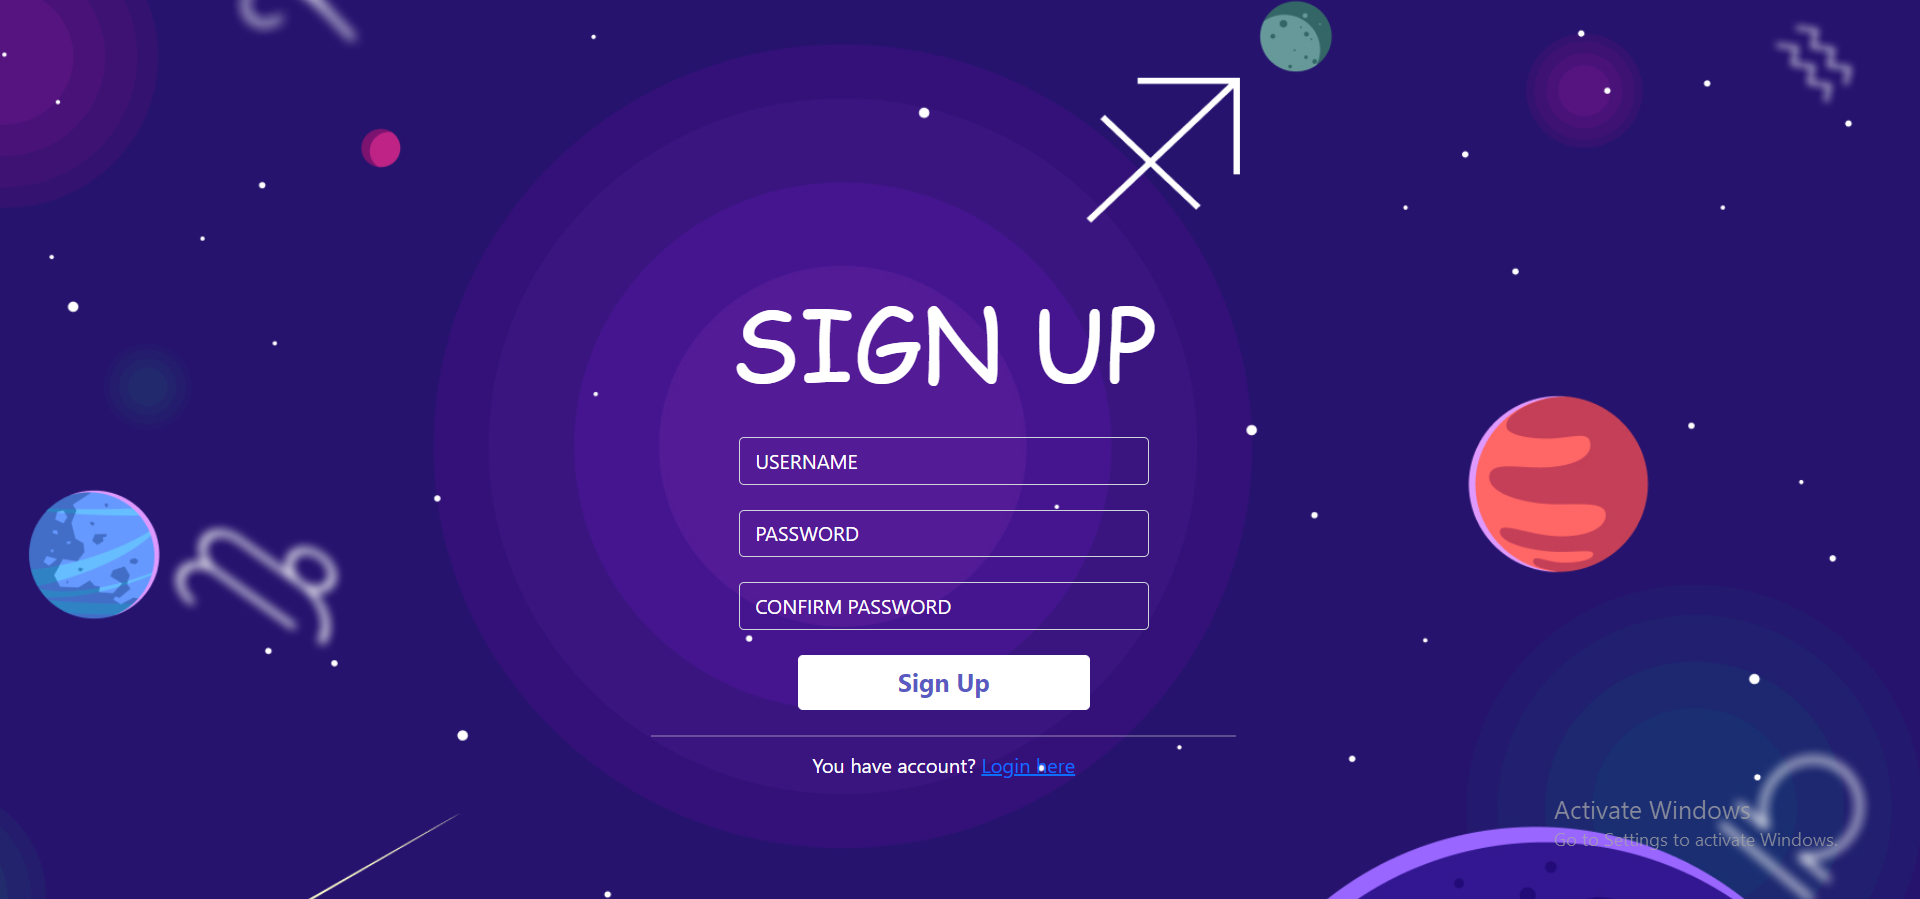 SIGN UP
USERNAME
PASSWORD
CONFIRM PASSWORD
Sign Up
You have account? Login here
Activate Windows
Go to Settings to activate Windows.